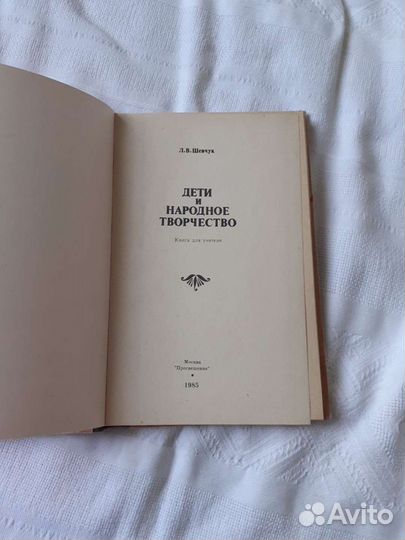 Л.В.Шевчук
ДЕТИ
И
НАРОДНОЕ
ТВОРЧЕСТВО
Книга для учителя
Москва
"Просвещение"
1985
Avito